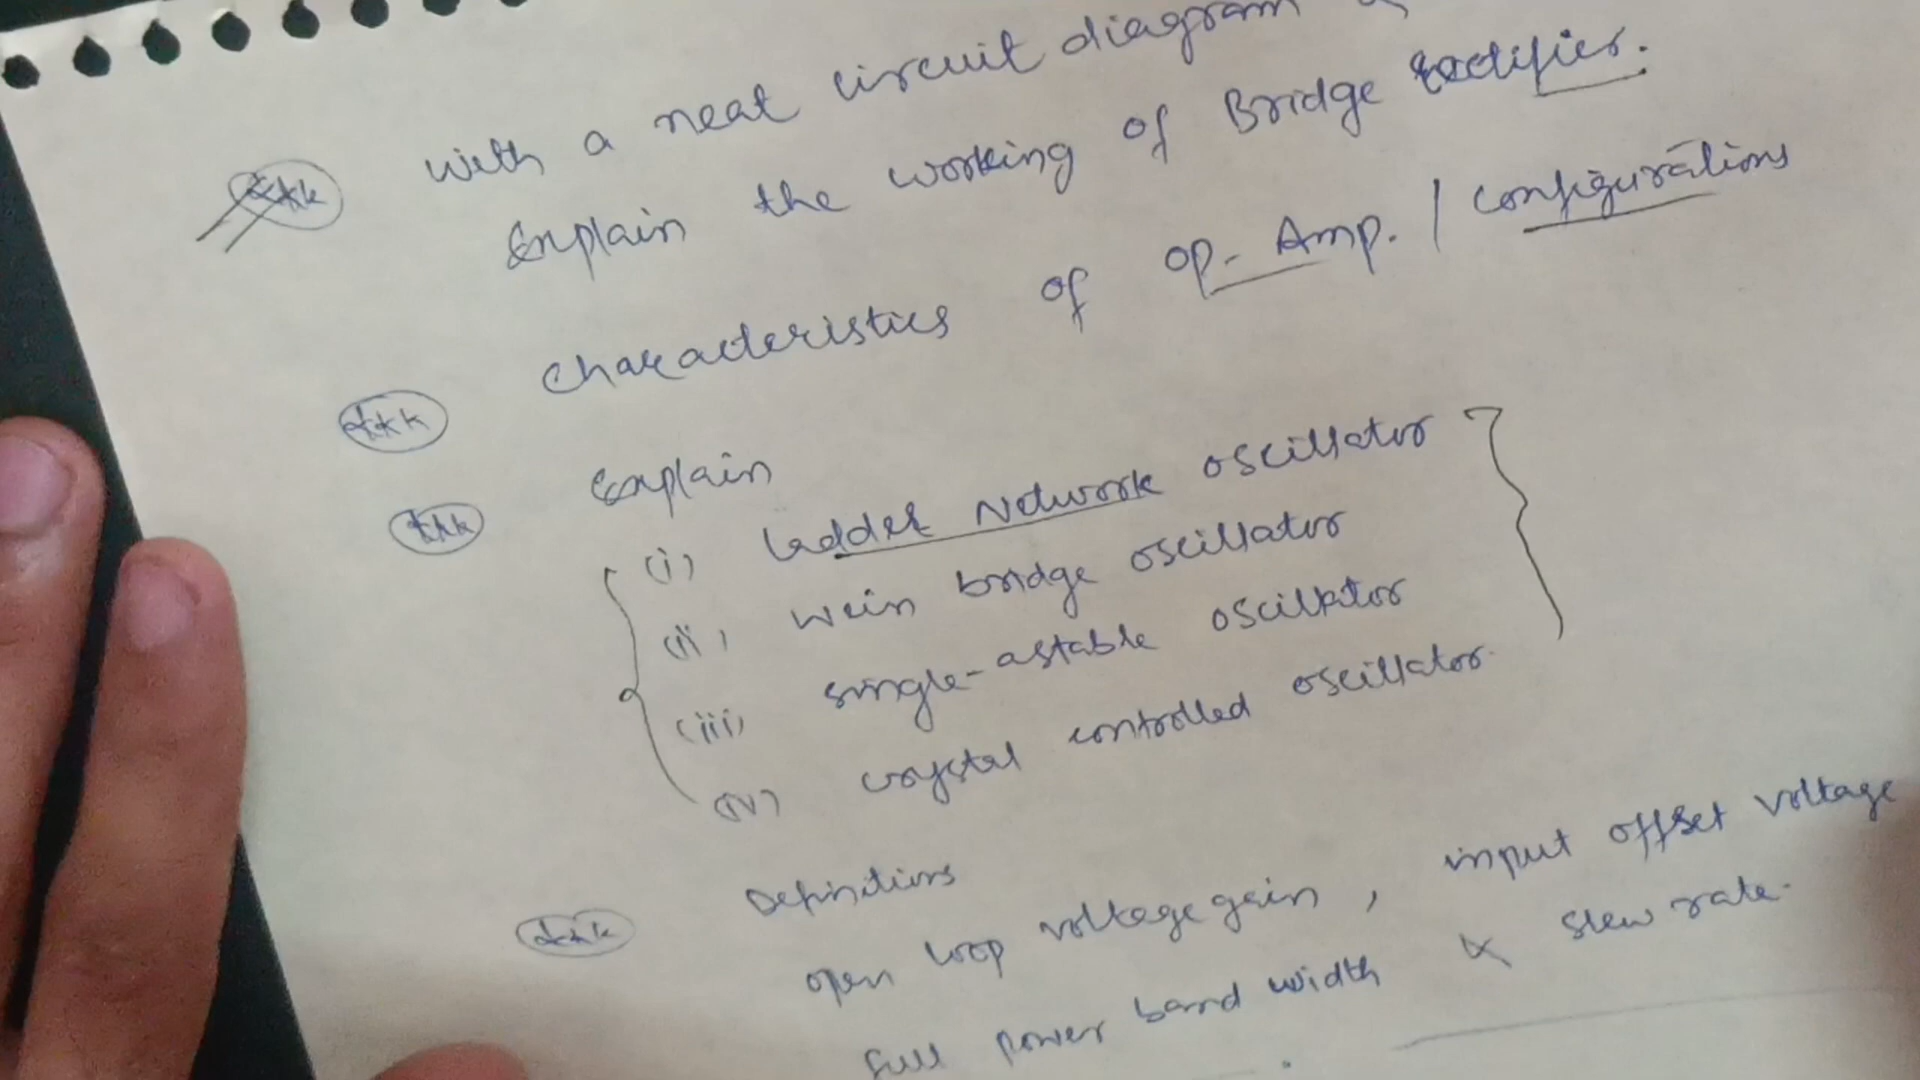 With a neat circuit diagram &
Explain the working of Bridge rectifier.
*** characteristics of op-Amp. / configurations
*** Explain
(i) Ladder Network oscillator
(ii) wein bridge oscillator
(iii) single-astable oscillator
(iv) crystal controlled oscillator.
*** Definitions
open loop voltage gain, input offset voltage
full power band width & slew rate.